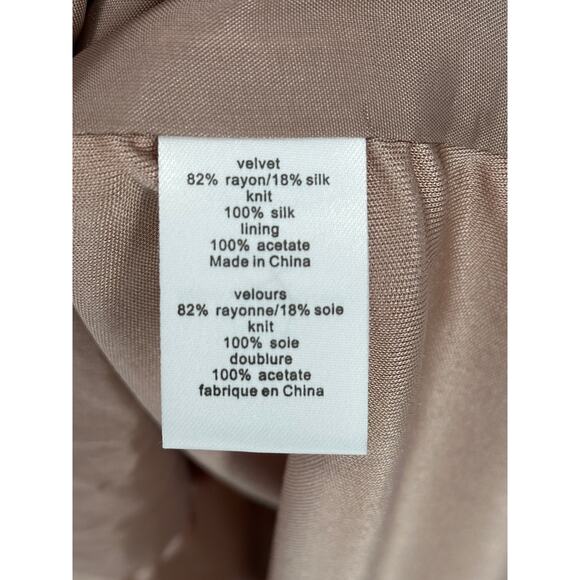 velvet
82% rayon/18% silk
knit
100% silk
lining
100% acetate
Made in China
velours
82% rayonne/18% soie
knit
100% soie
doublure
100% acetate
fabrique en China